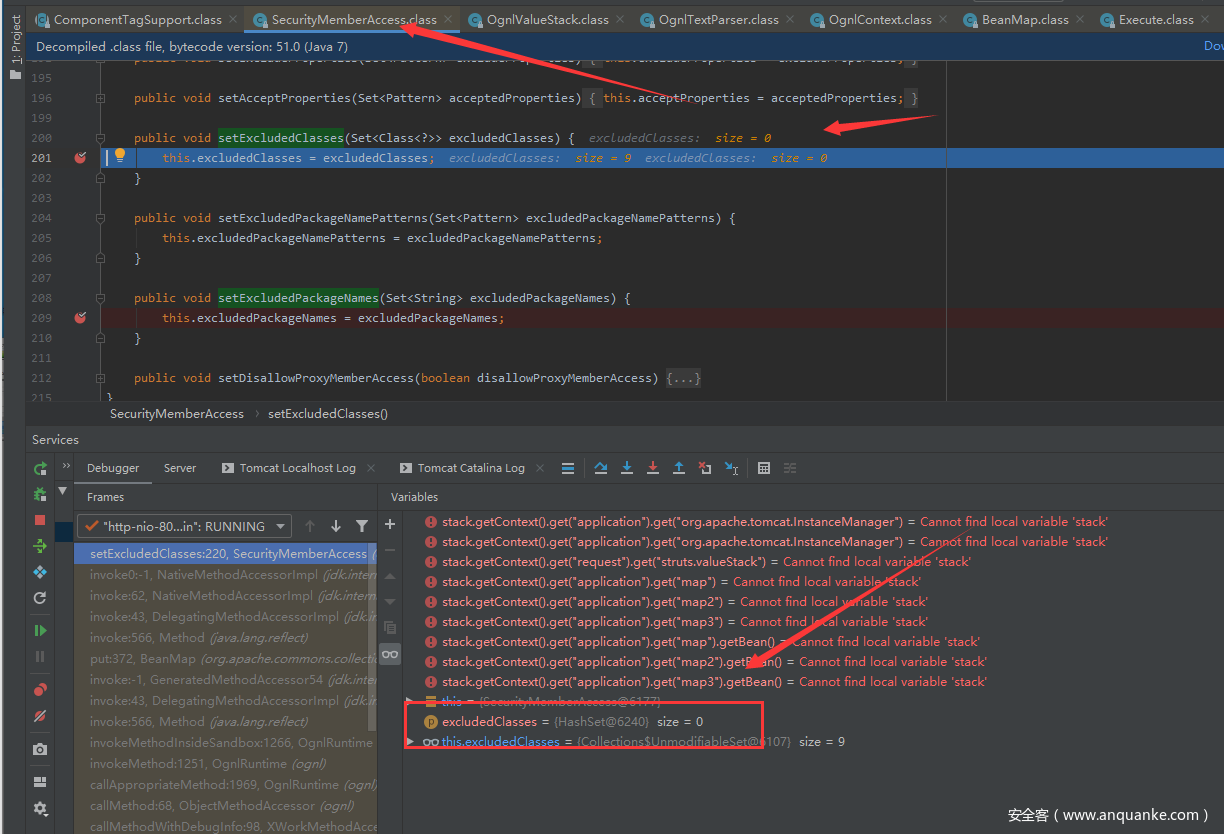 ComponentTagSupport.class SecurityMemberAccess.class OgnlValueStack.class OgnlTextParser.class OgnlContext.class BeanMap.class Execute.class
1: Project
Decompiled .class file, bytecode version: 51.0 (Java 7)
195
196 public void setAcceptProperties(Set<Pattern> acceptedProperties) { this.acceptProperties = acceptedProperties; }
199
200 public void setExcludedClasses(Set<Class<?>> excludedClasses) { excludedClasses: size = 0
201 this.excludedClasses = excludedClasses; excludedClasses: size = 9 excludedClasses: size = 0
202 }
203
204 public void setExcludedPackageNamePatterns(Set<Pattern> excludedPackageNamePatterns) {
205 this.excludedPackageNamePatterns = excludedPackageNamePatterns;
206 }
207
208 public void setExcludedPackageNames(Set<String> excludedPackageNames) {
209 this.excludedPackageNames = excludedPackageNames;
210 }
211
212 public void setDisallowProxyMemberAccess(boolean disallowProxyMemberAccess) {...}
215 }
SecurityMemberAccess › setExcludedClasses()
Services
Debugger Server Tomcat Localhost Log Tomcat Catalina Log
Frames
"http-nio-80...in": RUNNING
setExcludedClasses:220, SecurityMemberAccess
invoke0:-1, NativeMethodAccessorImpl (jdk.intern
invoke:62, NativeMethodAccessorImpl (jdk.intern
invoke:43, DelegatingMethodAccessorImpl (jdk.in
invoke:566, Method (java.lang.reflect)
put:372, BeanMap (org.apache.commons.collectio
invoke:-1, GeneratedMethodAccessor54 (jdk.intern
invoke:43, DelegatingMethodAccessorImpl (jdk.in
invoke:566, Method (java.lang.reflect)
invokeMethodInsideSandbox:1266, OgnlRuntime
invokeMethod:1251, OgnlRuntime (ognl)
callAppropriateMethod:1969, OgnlRuntime (ognl)
callMethod:68, ObjectMethodAccessor (ognl)
callMethodWithDebugInfo:98, XWorkMethodAcce
Variables
stack.getContext().get("application").get("org.apache.tomcat.InstanceManager") = Cannot find local variable 'stack'
stack.getContext().get("application").get("org.apache.tomcat.InstanceManager") = Cannot find local variable 'stack'
stack.getContext().get("request").get("struts.valueStack") = Cannot find local variable 'stack'
stack.getContext().get("application").get("map") = Cannot find local variable 'stack'
stack.getContext().get("application").get("map2") = Cannot find local variable 'stack'
stack.getContext().get("application").get("map3") = Cannot find local variable 'stack'
stack.getContext().get("application").get("map").getBean() = Cannot find local variable 'stack'
stack.getContext().get("application").get("map2").getBean() = Cannot find local variable 'stack'
stack.getContext().get("application").get("map3").getBean() = Cannot find local variable 'stack'
this = {SecurityMemberAccess@6177}
excludedClasses = {HashSet@6240} size = 0
this.excludedClasses = {Collections$UnmodifiableSet@6107} size = 9
安全客（www.anquanke.com）